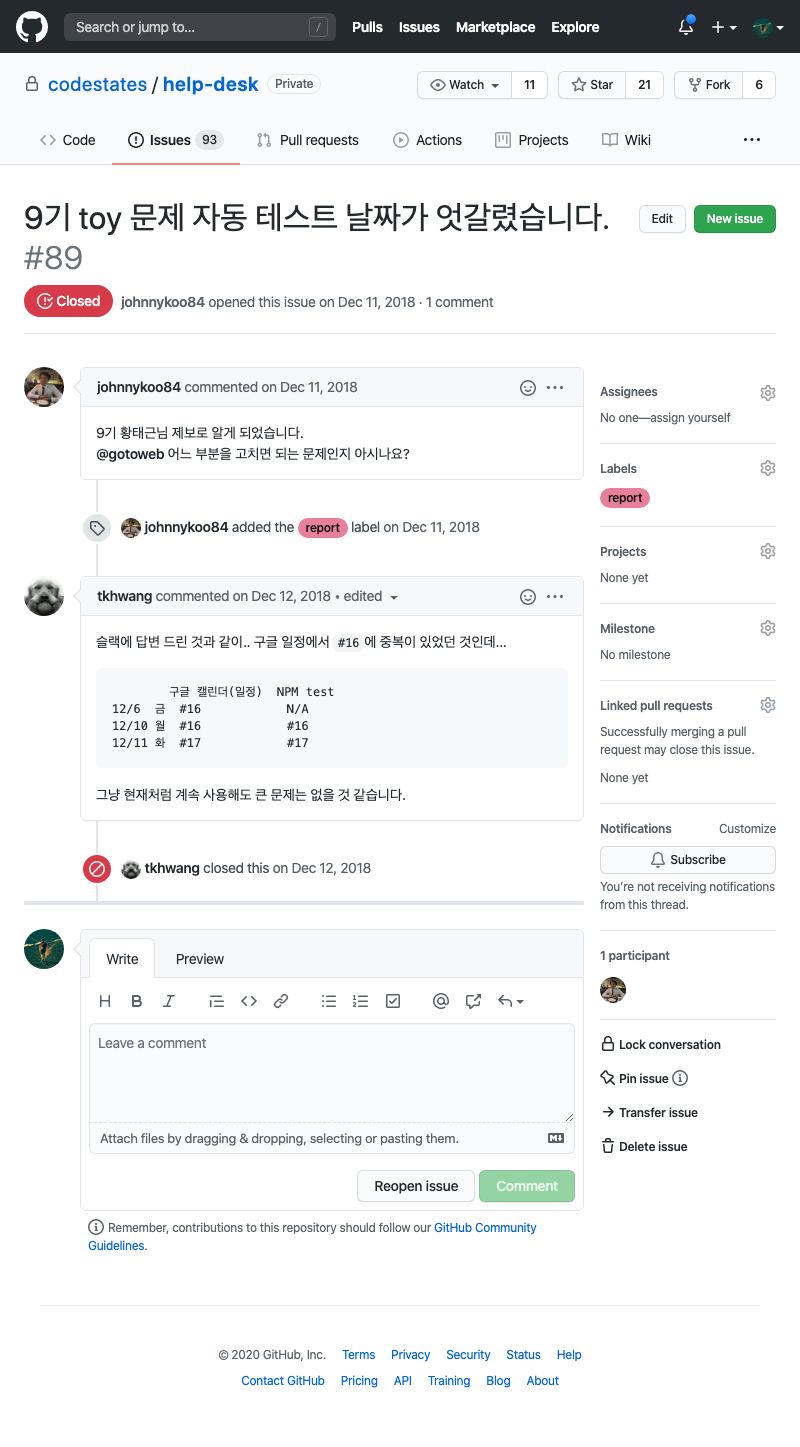 Search or jump to...
/
Pulls
Issues
Marketplace
Explore
codestates / help-desk
Private
Watch
11
Star
21
Fork
6
Code
Issues 93
Pull requests
Actions
Projects
Wiki
9기 toy 문제 자동 테스트 날짜가 엇갈렸습니다.
#89
Edit
New issue
Closed
johnnykoo84 opened this issue on Dec 11, 2018 · 1 comment
johnnykoo84 commented on Dec 11, 2018
9기 황태근님 제보로 알게 되었습니다.
@gotoweb 어느 부분을 고치면 되는 문제인지 아시나요?
johnnykoo84 added the report label on Dec 11, 2018
tkhwang commented on Dec 12, 2018 • edited
슬랙에 답변 드린 것과 같이.. 구글 일정에서 #16 에 중복이 있었던 것인데...
구글 캘린더(일정) NPM test
12/6 금 #16 N/A
12/10 월 #16 #16
12/11 화 #17 #17
그냥 현재처럼 계속 사용해도 큰 문제는 없을 것 같습니다.
tkhwang closed this on Dec 12, 2018
Write
Preview
H
B
I
Leave a comment
Attach files by dragging & dropping, selecting or pasting them.
Reopen issue
Comment
Remember, contributions to this repository should follow our GitHub Community
Guidelines.
Assignees
No one—assign yourself
Labels
report
Projects
None yet
Milestone
No milestone
Linked pull requests
Successfully merging a pull
request may close this issue.
None yet
Notifications
Customize
Subscribe
You're not receiving notifications
from this thread.
1 participant
Lock conversation
Pin issue
Transfer issue
Delete issue
© 2020 GitHub, Inc.
Terms
Privacy
Security
Status
Help
Contact GitHub
Pricing
API
Training
Blog
About